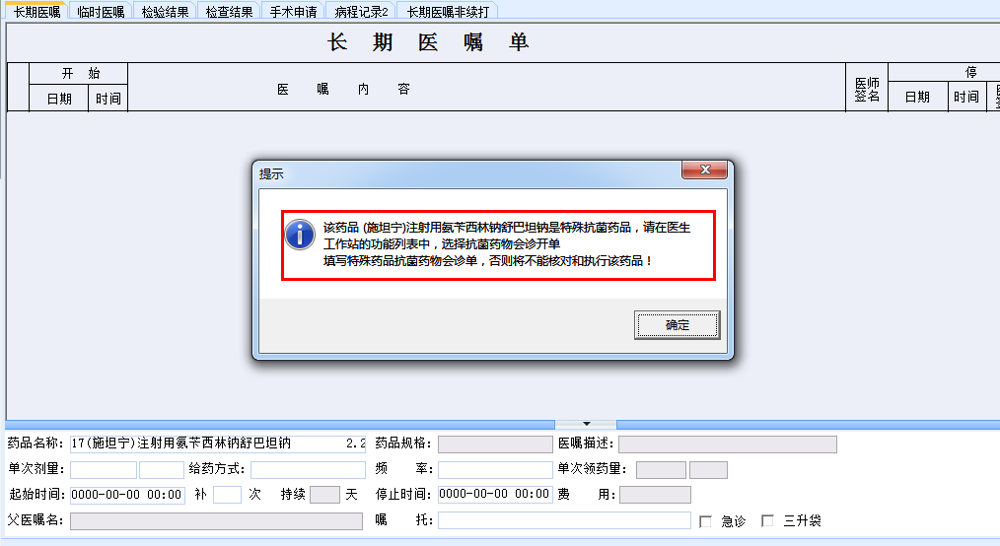 长期医嘱 临时医嘱 检验结果 检查结果 手术申请 病程记录2 长期医嘱非续打
长 期 医 嘱 单
开 始 停
日期 时间 医 嘱 内 容 医师签名 日期 时间
提示
该药品 (施坦宁)注射用氨苄西林钠舒巴坦钠是特殊抗菌药品，请在医生
工作站的功能列表中，选择抗菌药物会诊开单
填写特殊药品抗菌药物会诊单，否则将不能核对和执行该药品！
确定
药品名称： 17(施坦宁)注射用氨苄西林钠舒巴坦钠 2.2 药品规格： 医嘱描述：
单次剂量： 给药方式： 频 率： 单次领药量：
起始时间： 0000-00-00 00:00 补 次 持续 天 停止时间： 0000-00-00 00:00 费 用：
父医嘱名： 嘱 托： 急诊 三升袋